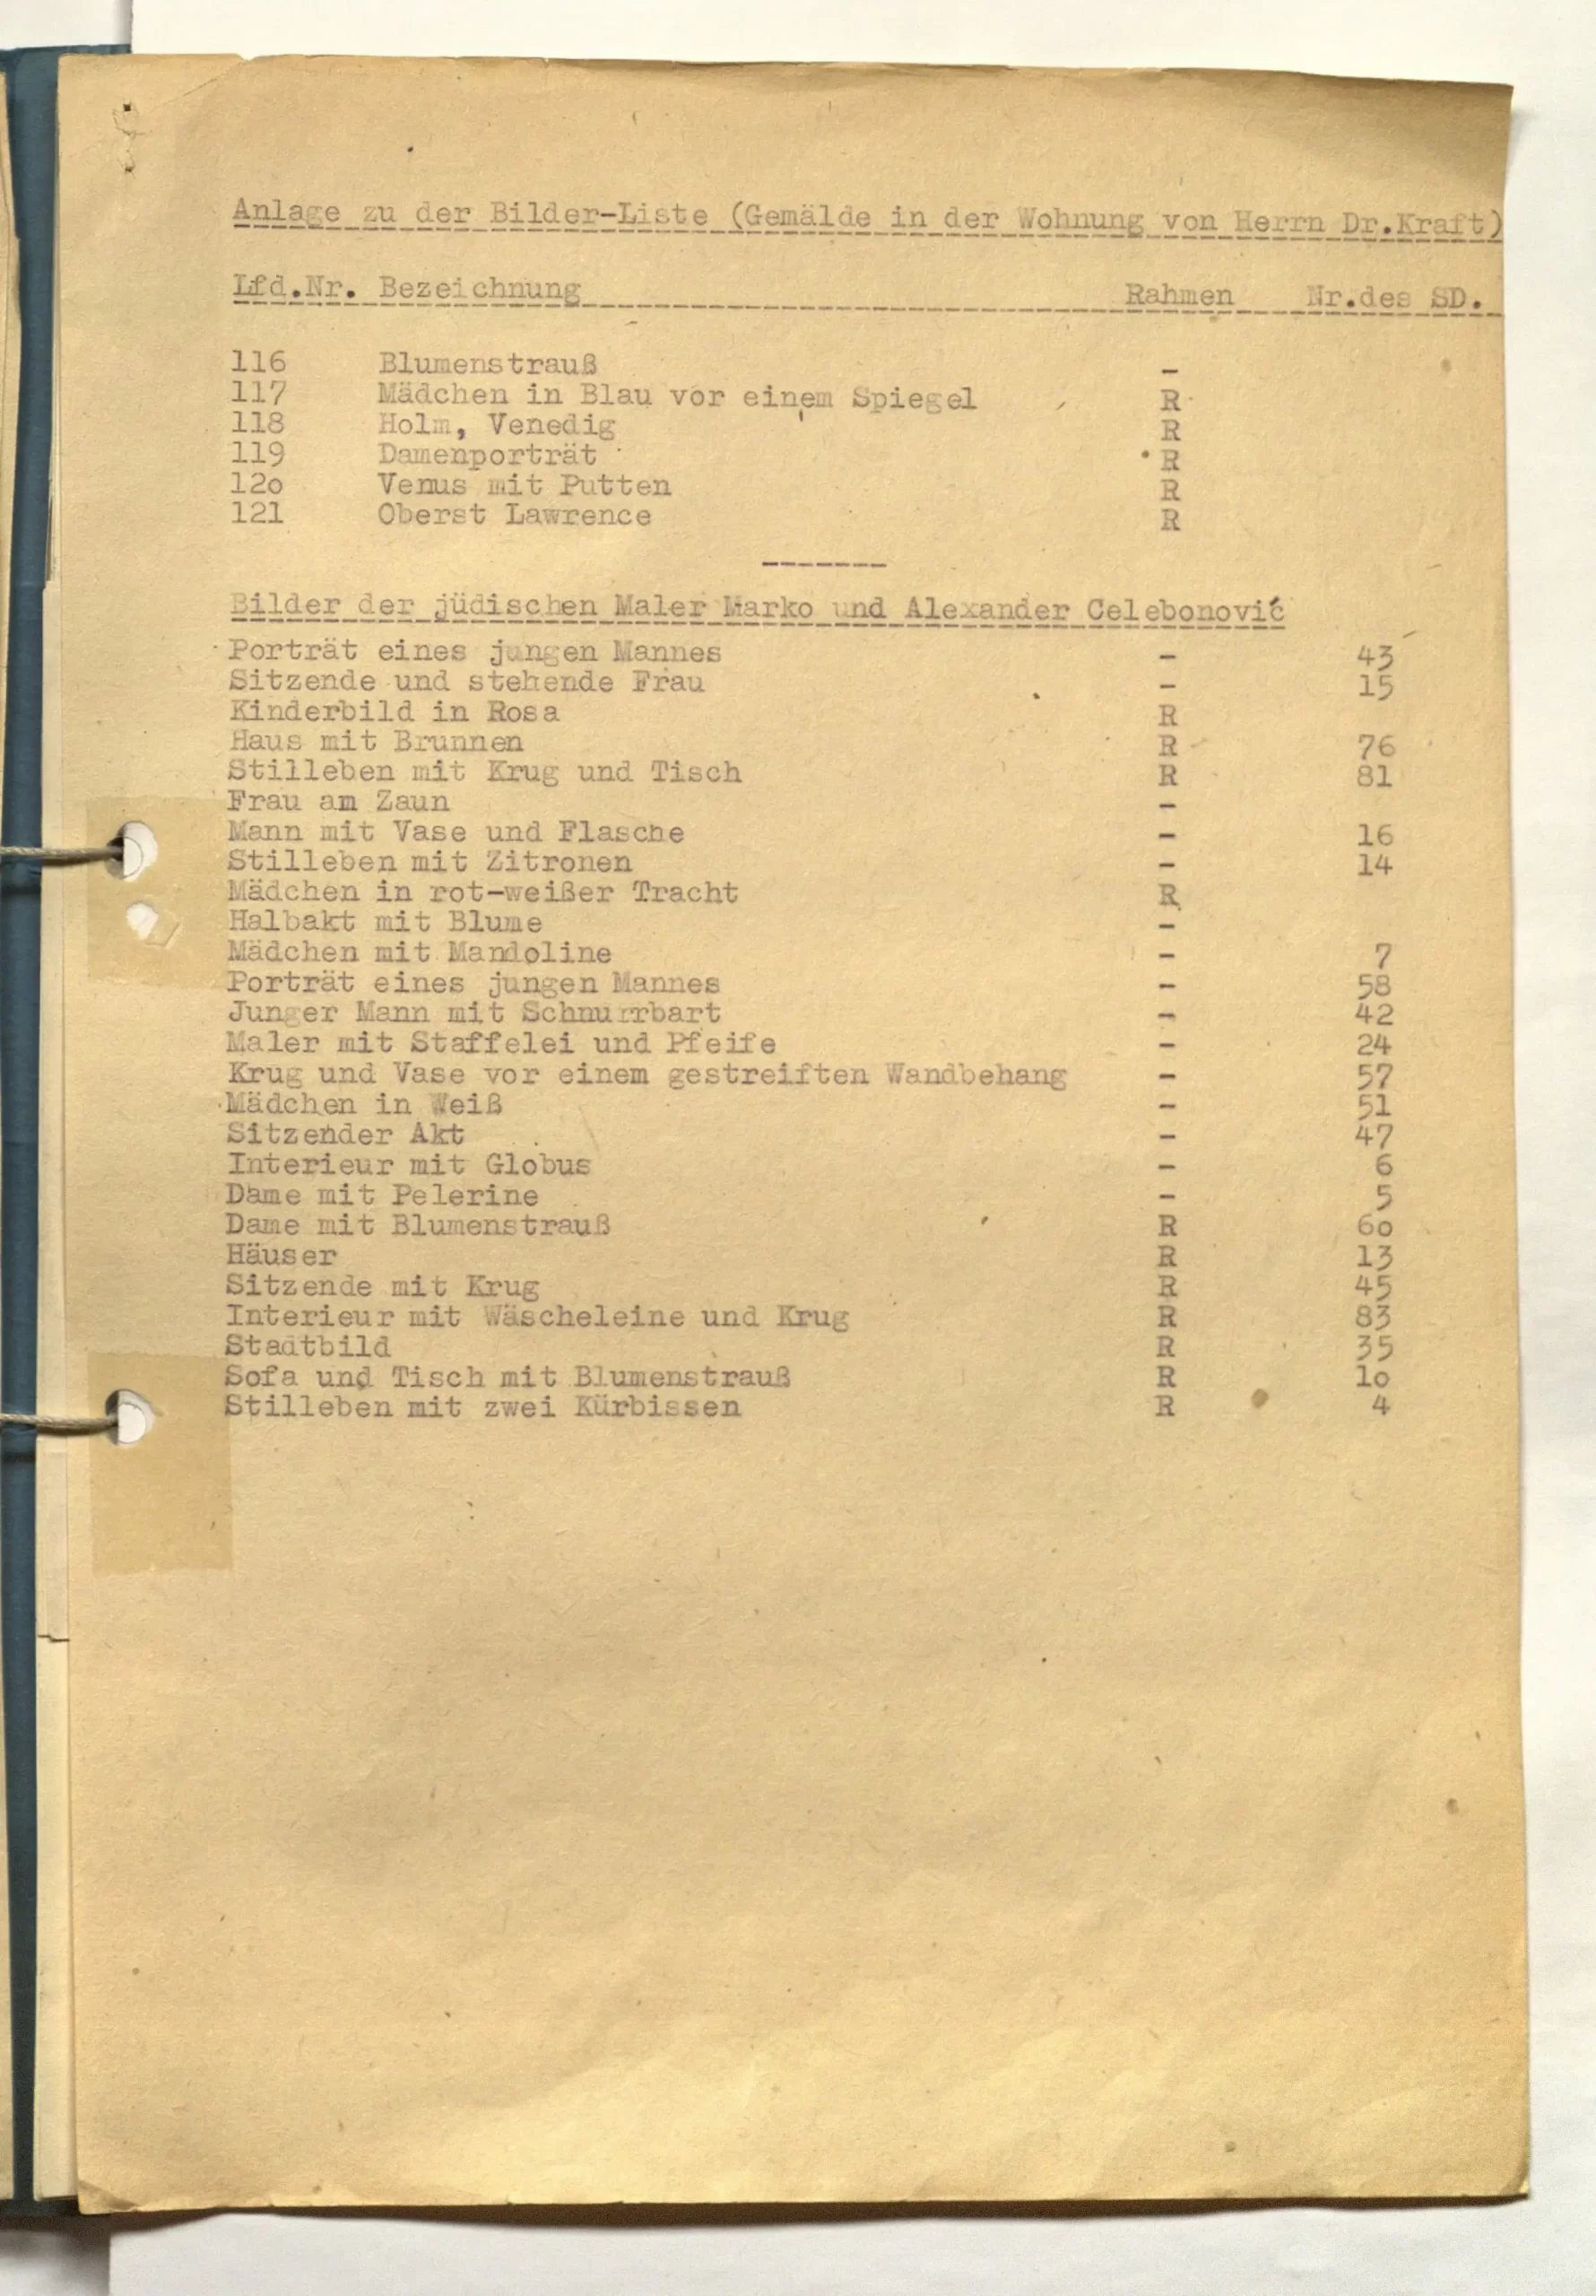 Anlage zu der Bilder-Liste (Gemälde in der Wohnung von Herrn Dr.Kraft)
Lfd.Nr. Bezeichnung Rahmen Nr.des SD.
116 Blumenstrauß -
117 Mädchen in Blau vor einem Spiegel R
118 Holm, Venedig R
119 Damenporträt R
12o Venus mit Putten R
121 Oberst Lawrence R
Bilder der jüdischen Maler Marko und Alexander Celebonović
Porträt eines jungen Mannes - 43
Sitzende und stehende Frau - 15
Kinderbild in Rosa R
Haus mit Brunnen R 76
Stilleben mit Krug und Tisch R 81
Frau am Zaun -
Mann mit Vase und Flasche - 16
Stilleben mit Zitronen - 14
Mädchen in rot-weißer Tracht R
Halbakt mit Blume -
Mädchen mit Mandoline - 7
Porträt eines jungen Mannes - 58
Junger Mann mit Schnurrbart - 42
Maler mit Staffelei und Pfeife - 24
Krug und Vase vor einem gestreiften Wandbehang - 57
Mädchen in Weiß - 51
Sitzender Akt - 47
Interieur mit Globus - 6
Dame mit Pelerine - 5
Dame mit Blumenstrauß R 6o
Häuser R 13
Sitzende mit Krug R 45
Interieur mit Wäscheleine und Krug R 83
Stadtbild R 35
Sofa und Tisch mit Blumenstrauß R 1o
Stilleben mit zwei Kürbissen R 4